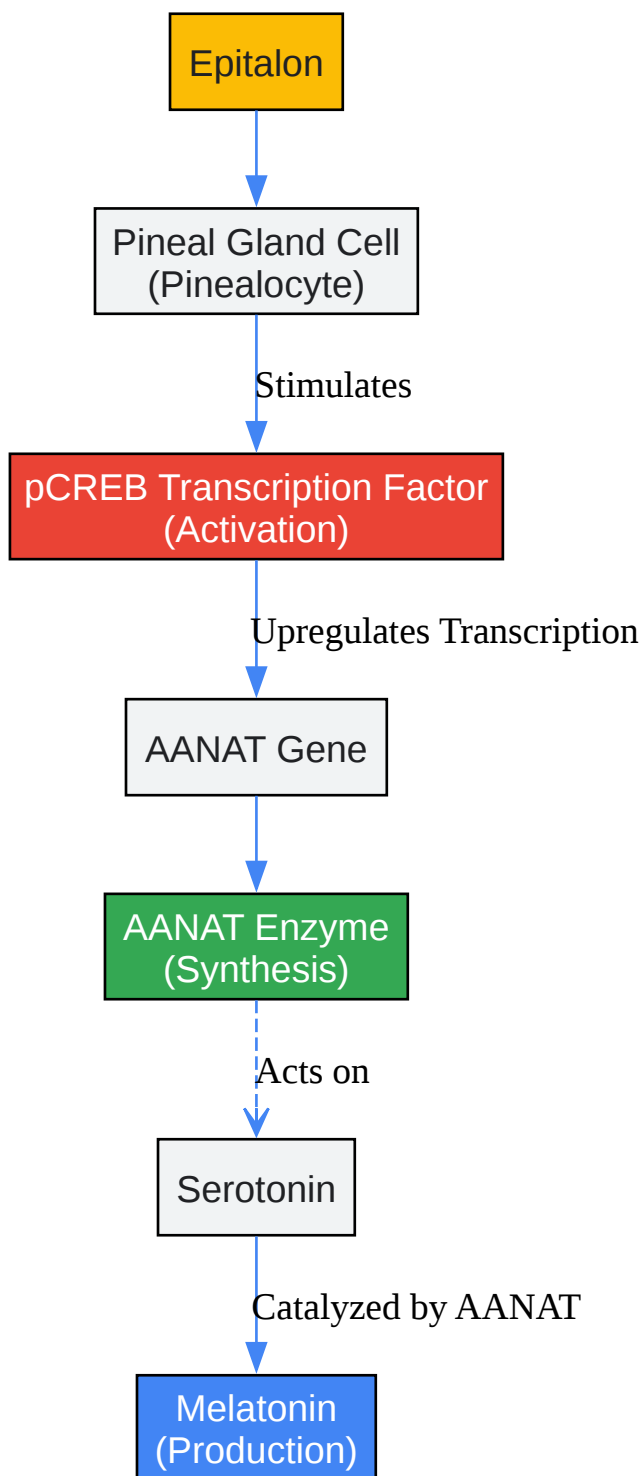 Epitalon
Pineal Gland Cell
(Pinealocyte)
Stimulates
pCREB Transcription Factor
(Activation)
Upregulates Transcription
AANAT Gene
AANAT Enzyme
(Synthesis)
Acts on
Serotonin
Catalyzed by AANAT
Melatonin
(Production)